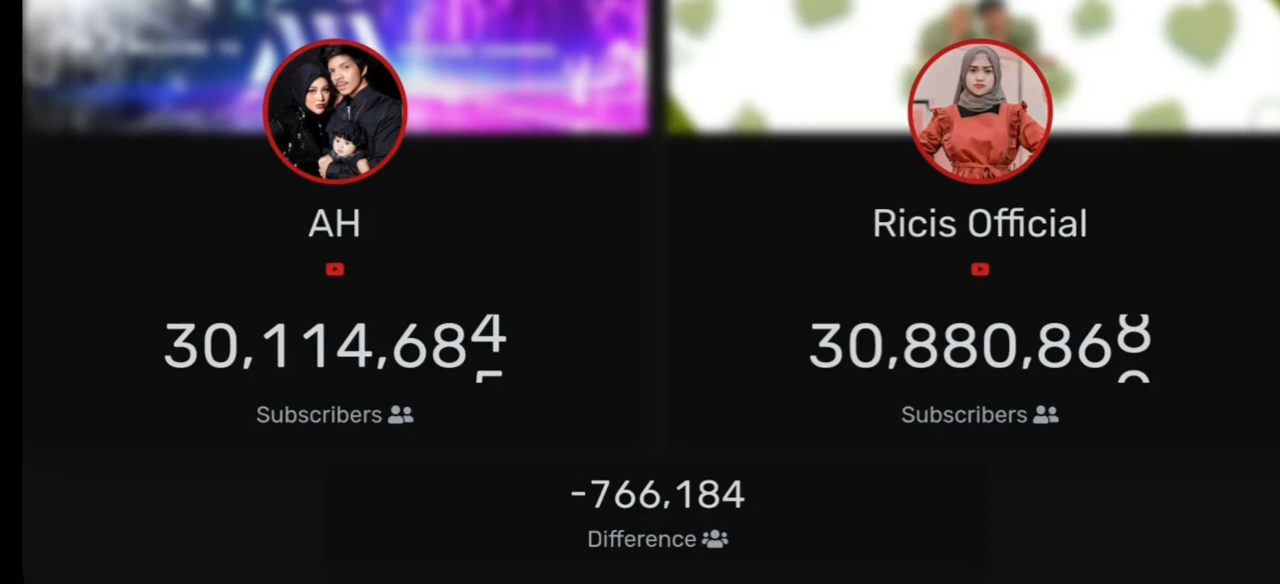 AH
Ricis Official
30,114,684
30,880,868
Subscribers
Subscribers
-766,184
Difference